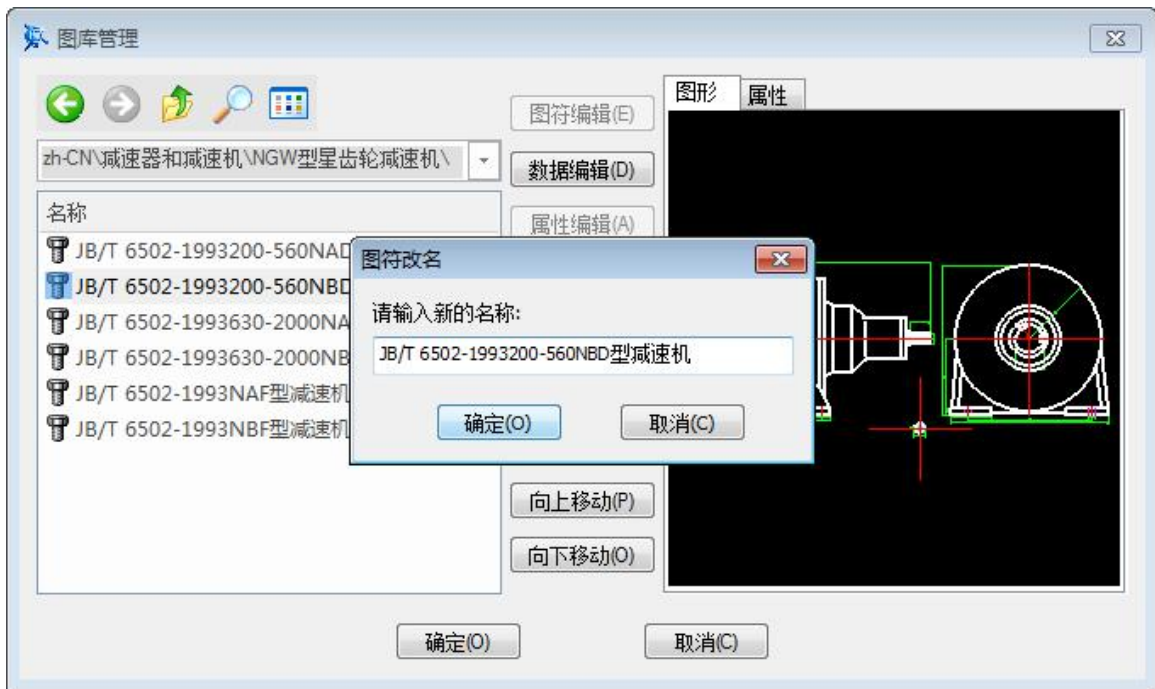 图库管理
图形
属性
图符编辑(E)
zh-CN\减速器和减速机\NGW型星齿轮减速机\
数据编辑(D)
名称
属性编辑(A)
JB/T 6502-1993200-560NAD
JB/T 6502-1993200-560NBD
JB/T 6502-1993630-2000NA
JB/T 6502-1993630-2000NB
JB/T 6502-1993NAF型减速机
JB/T 6502-1993NBF型减速机
图符改名
请输入新的名称:
JB/T 6502-1993200-560NBD型减速机
确定(O)
取消(C)
向上移动(P)
向下移动(O)
确定(O)
取消(C)